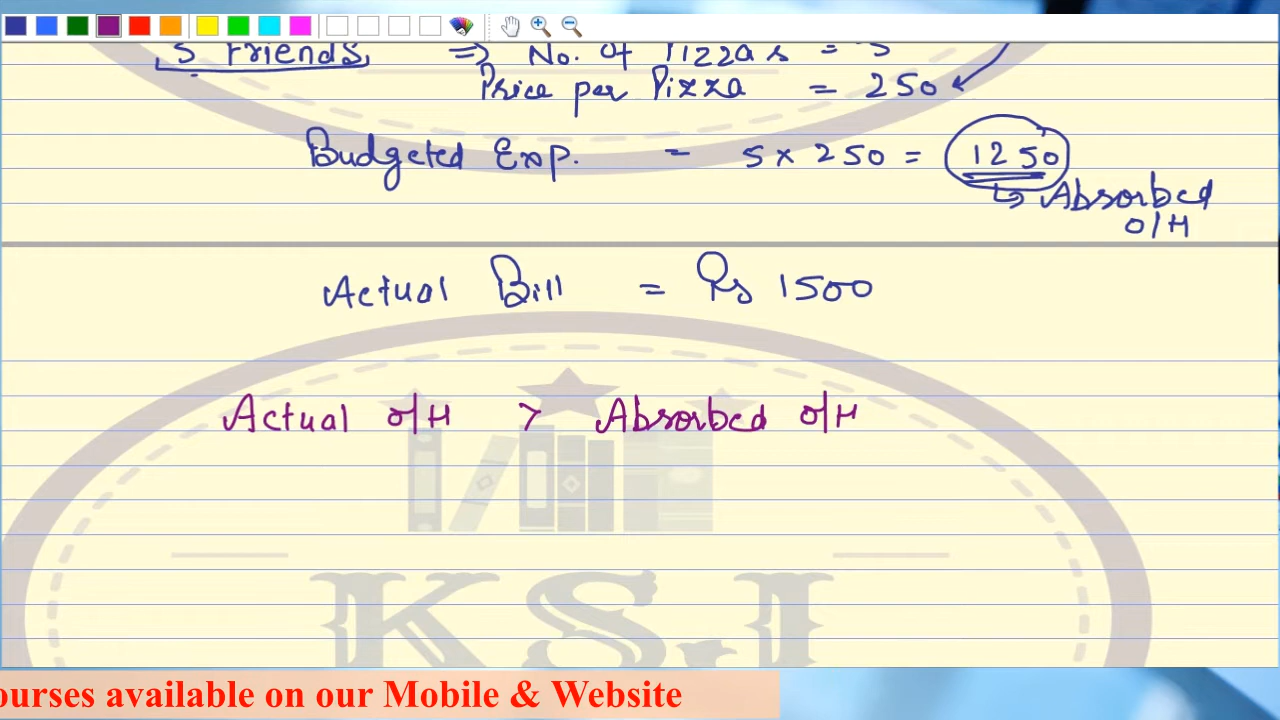 5 Friends => No. of Pizzas = 5
Price per Pizza = 250
Budgeted Exp. = 5 x 250 = 1250
↳ Absorbed
O/H
Actual Bill = Rs 1500
Actual o/H > Absorbed o/H
KSJ
ourses available on our Mobile & Website